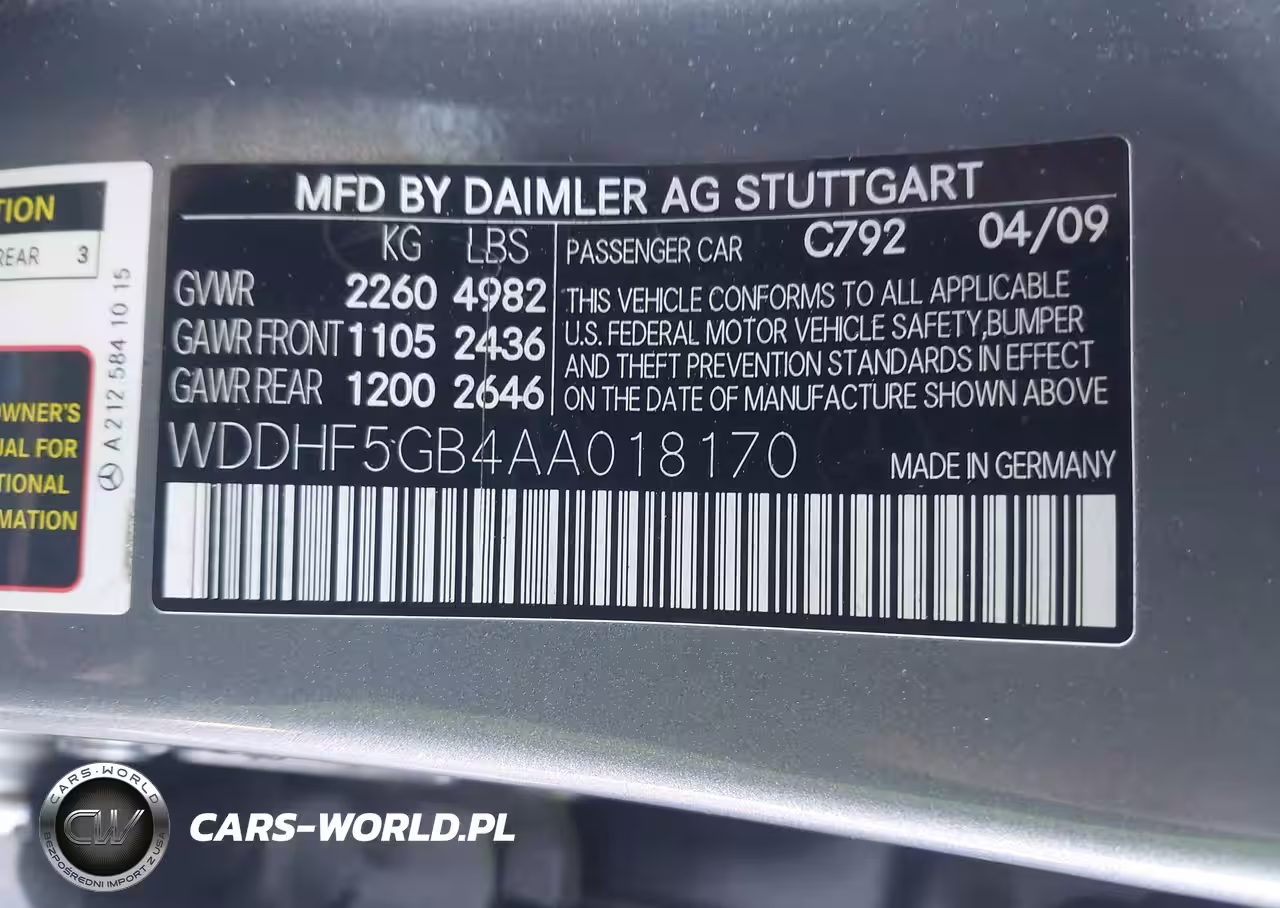 TION
REAR 3
A 212 584 10 15
OWNER'S
UAL FOR
TIONAL
MATION
MFD BY DAIMLER AG STUTTGART
KG LBS
GVWR 2260 4982
GAWR FRONT 1105 2436
GAWR REAR 1200 2646
PASSENGER CAR C792 04/09
THIS VEHICLE CONFORMS TO ALL APPLICABLE
U.S. FEDERAL MOTOR VEHICLE SAFETY,BUMPER
AND THEFT PREVENTION STANDARDS IN EFFECT
ON THE DATE OF MANUFACTURE SHOWN ABOVE
WDDHF5GB4AA018170
MADE IN GERMANY
CARS-WORLD
CW
BEZPOŚREDNI IMPORT Z USA
CARS-WORLD.PL